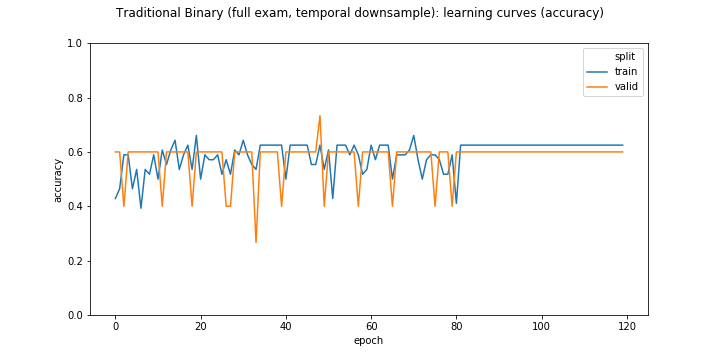 Traditional Binary (full exam, temporal downsample): learning curves (accuracy)
1.0
0.8
0.6
0.4
0.2
0.0
accuracy
split
train
valid
0 20 40 60 80 100 120
epoch